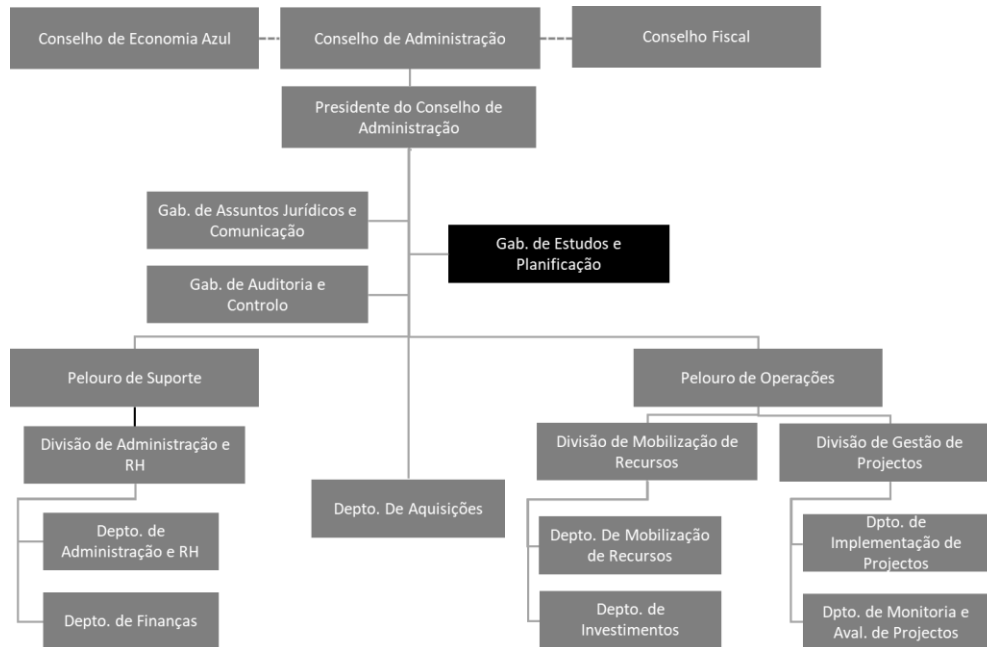 Conselho de Economia Azul
Conselho de Administração
Conselho Fiscal
Presidente do Conselho de
Administração
Gab. de Assuntos Jurídicos e
Comunicação
Gab. de Estudos e
Planificação
Gab. de Auditoria e
Controlo
Pelouro de Suporte
Pelouro de Operações
Divisão de Administração e
RH
Divisão de Mobilização de
Recursos
Divisão de Gestão de
Projectos
Depto. De Aquisições
Depto. de
Administração e RH
Depto. De Mobilização
de Recursos
Dpto. de
Implementação de
Projectos
Depto. de Finanças
Depto. de
Investimentos
Dpto. de Monitoria e
Aval. de Projectos